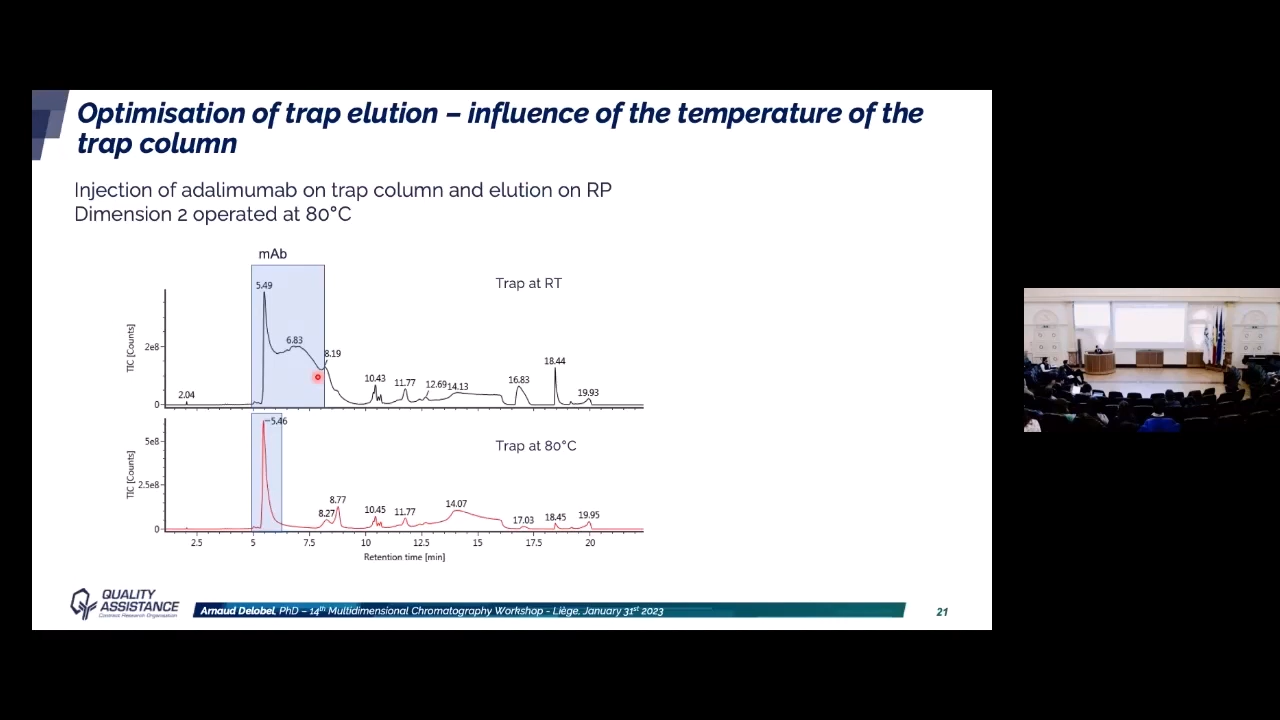 Optimisation of trap elution – influence of the temperature of the
trap column
Injection of adalimumab on trap column and elution on RP
Dimension 2 operated at 80°C
mAb
Trap at RT
TIC [Counts]
2e8
0
2.04
5.49
6.83
8.19
10.43
11.77
12.69
14.13
16.83
18.44
19.93
Trap at 80°C
TIC [Counts]
5e8
2.5e8
0
5.46
8.27
8.77
10.45
11.77
14.07
17.03
18.45
19.95
2.5 5 7.5 10 12.5 15 17.5 20
Retention time [min]
QUALITY
ASSISTANCE
Contract Research Organisation
Arnaud Delobel, PhD – 14th Multidimensional Chromatography Workshop - Liège, January 31st 2023
21